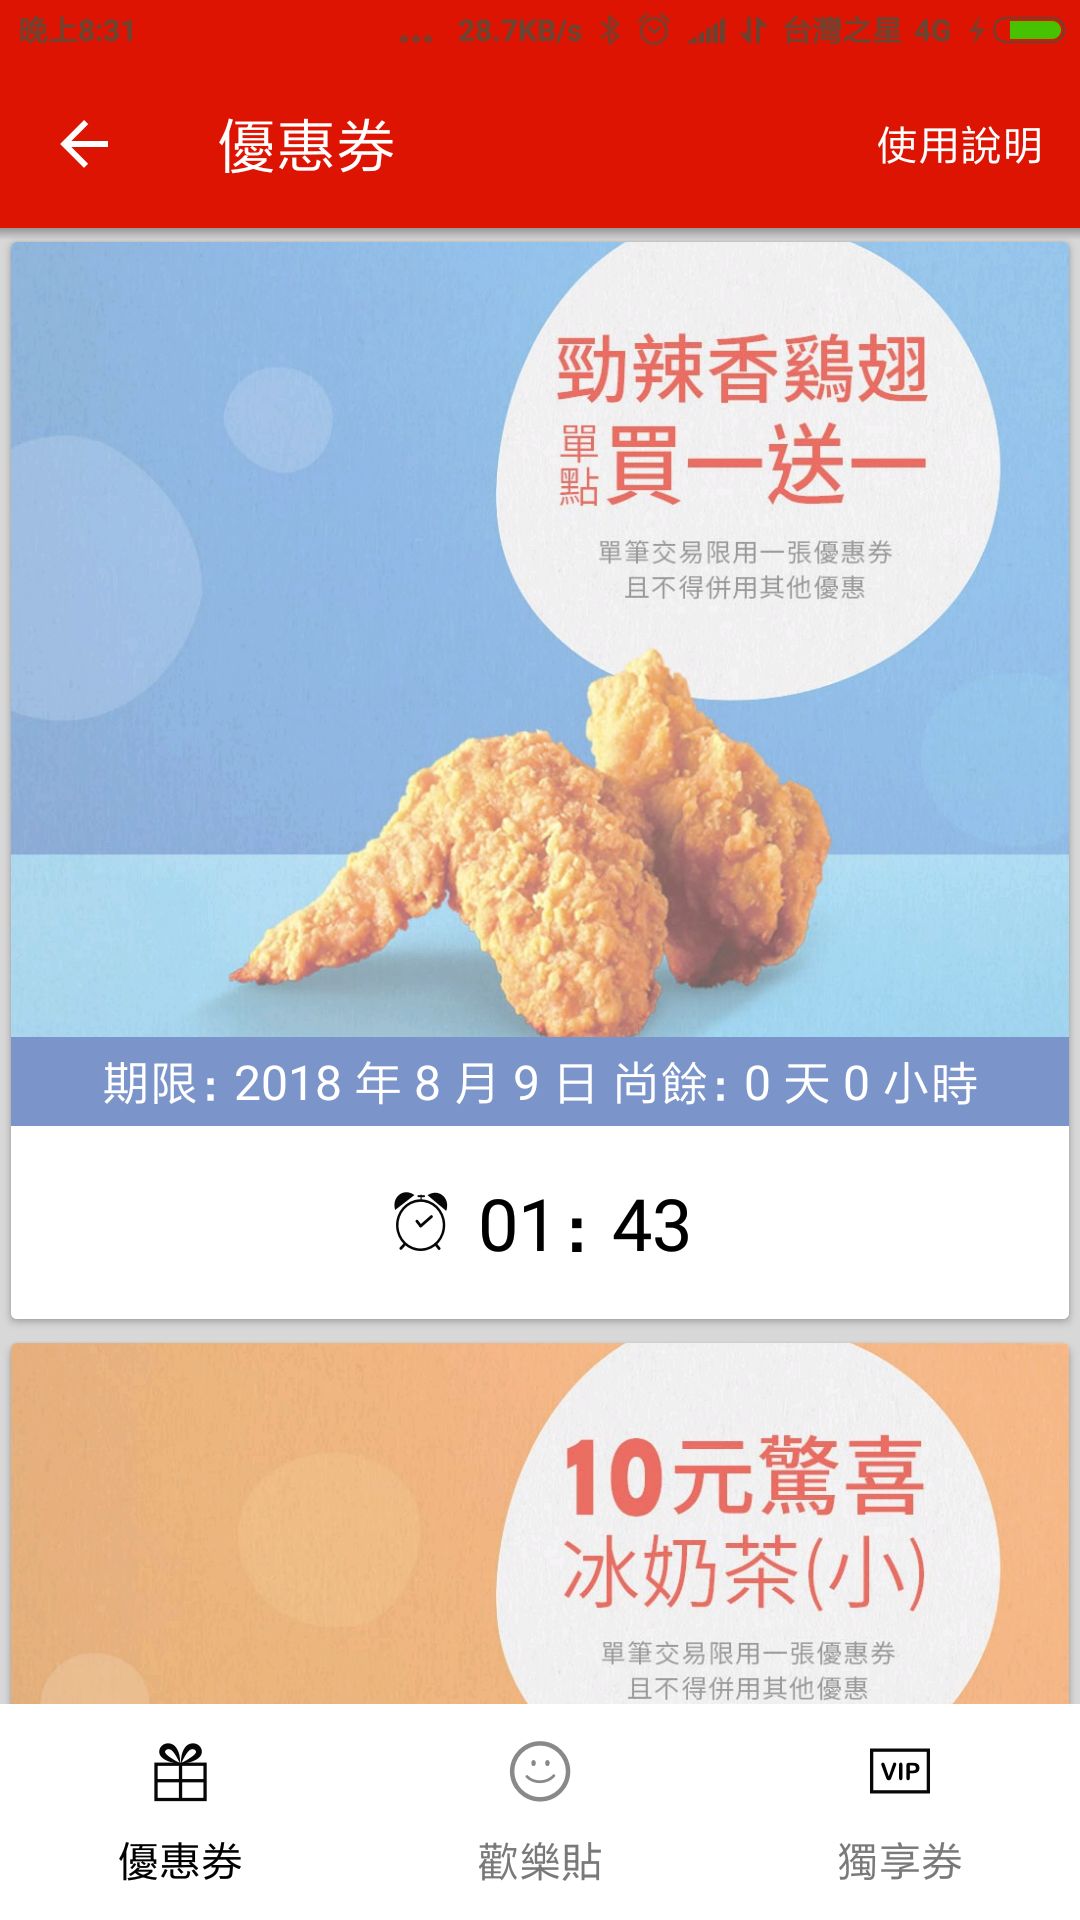 晚上8:31 ... 28.7KB/s 台灣之星 4G
優惠券 使用說明
勁辣香鷄翅
單點 買一送一
單筆交易限用一張優惠券
且不得併用其他優惠
期限：2018 年 8 月 9 日 尚餘：0 天 0 小時
01：43
10元驚喜
冰奶茶(小)
單筆交易限用一張優惠券
且不得併用其他優惠
VIP
優惠券 歡樂貼 獨享券